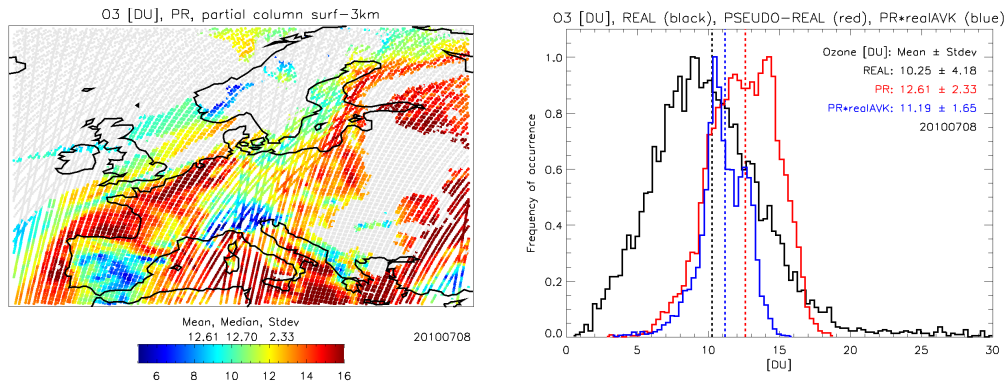 O3 [DU], PR, partial column surf-3km
Mean, Median, Stdev
12.61 12.70 2.33
20100708
6 8 10 12 14 16
O3 [DU], REAL (black), PSEUDO-REAL (red), PR*realAVK (blue)
Ozone [DU]: Mean ± Stdev
REAL: 10.25 ± 4.18
PR: 12.61 ± 2.33
PR*realAVK: 11.19 ± 1.65
20100708
Frequency of occurrence
1.0
0.8
0.6
0.4
0.2
0.0
0 5 10 15 20 25 30
[DU]